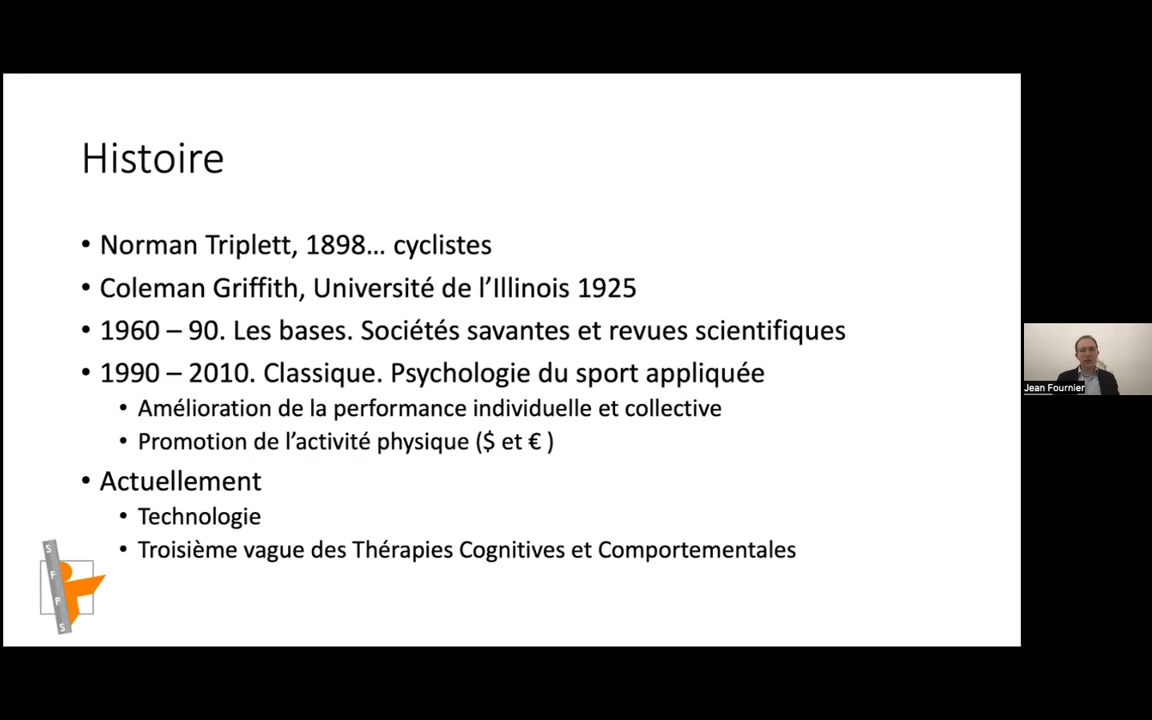 Histoire
• Norman Triplett, 1898… cyclistes
• Coleman Griffith, Université de l’Illinois 1925
• 1960 – 90. Les bases. Sociétés savantes et revues scientifiques
• 1990 – 2010. Classique. Psychologie du sport appliquée
• Amélioration de la performance individuelle et collective
• Promotion de l’activité physique ($ et € )
• Actuellement
• Technologie
• Troisième vague des Thérapies Cognitives et Comportementales
S
F
P
S
Jean Fournier